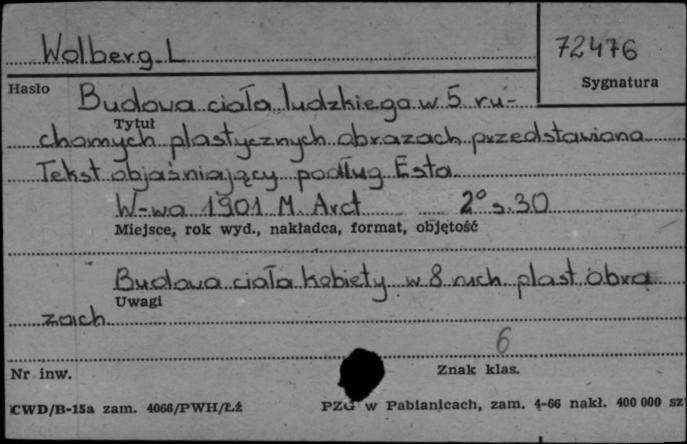 Wolberg L
72476
Hasło
Sygnatura
Budowa ciała ludzkiego w 5 ru-
Tytuł
chomych plastycznych obrazach przedstawiona
Tekst objaśniający podług Esta
W-wa 1901 M. Arct 2° s. 30
Miejsce, rok wyd., nakładca, format, objętość
Budowa ciała kobiety w 8 ruch. plast obra
Uwagi
zach
6
Nr inw.
Znak klas.
CWD/B-15a zam. 4066/PWH/Łż
PZG w Pabianicach, zam. 4-66 nakł. 400 000 sz